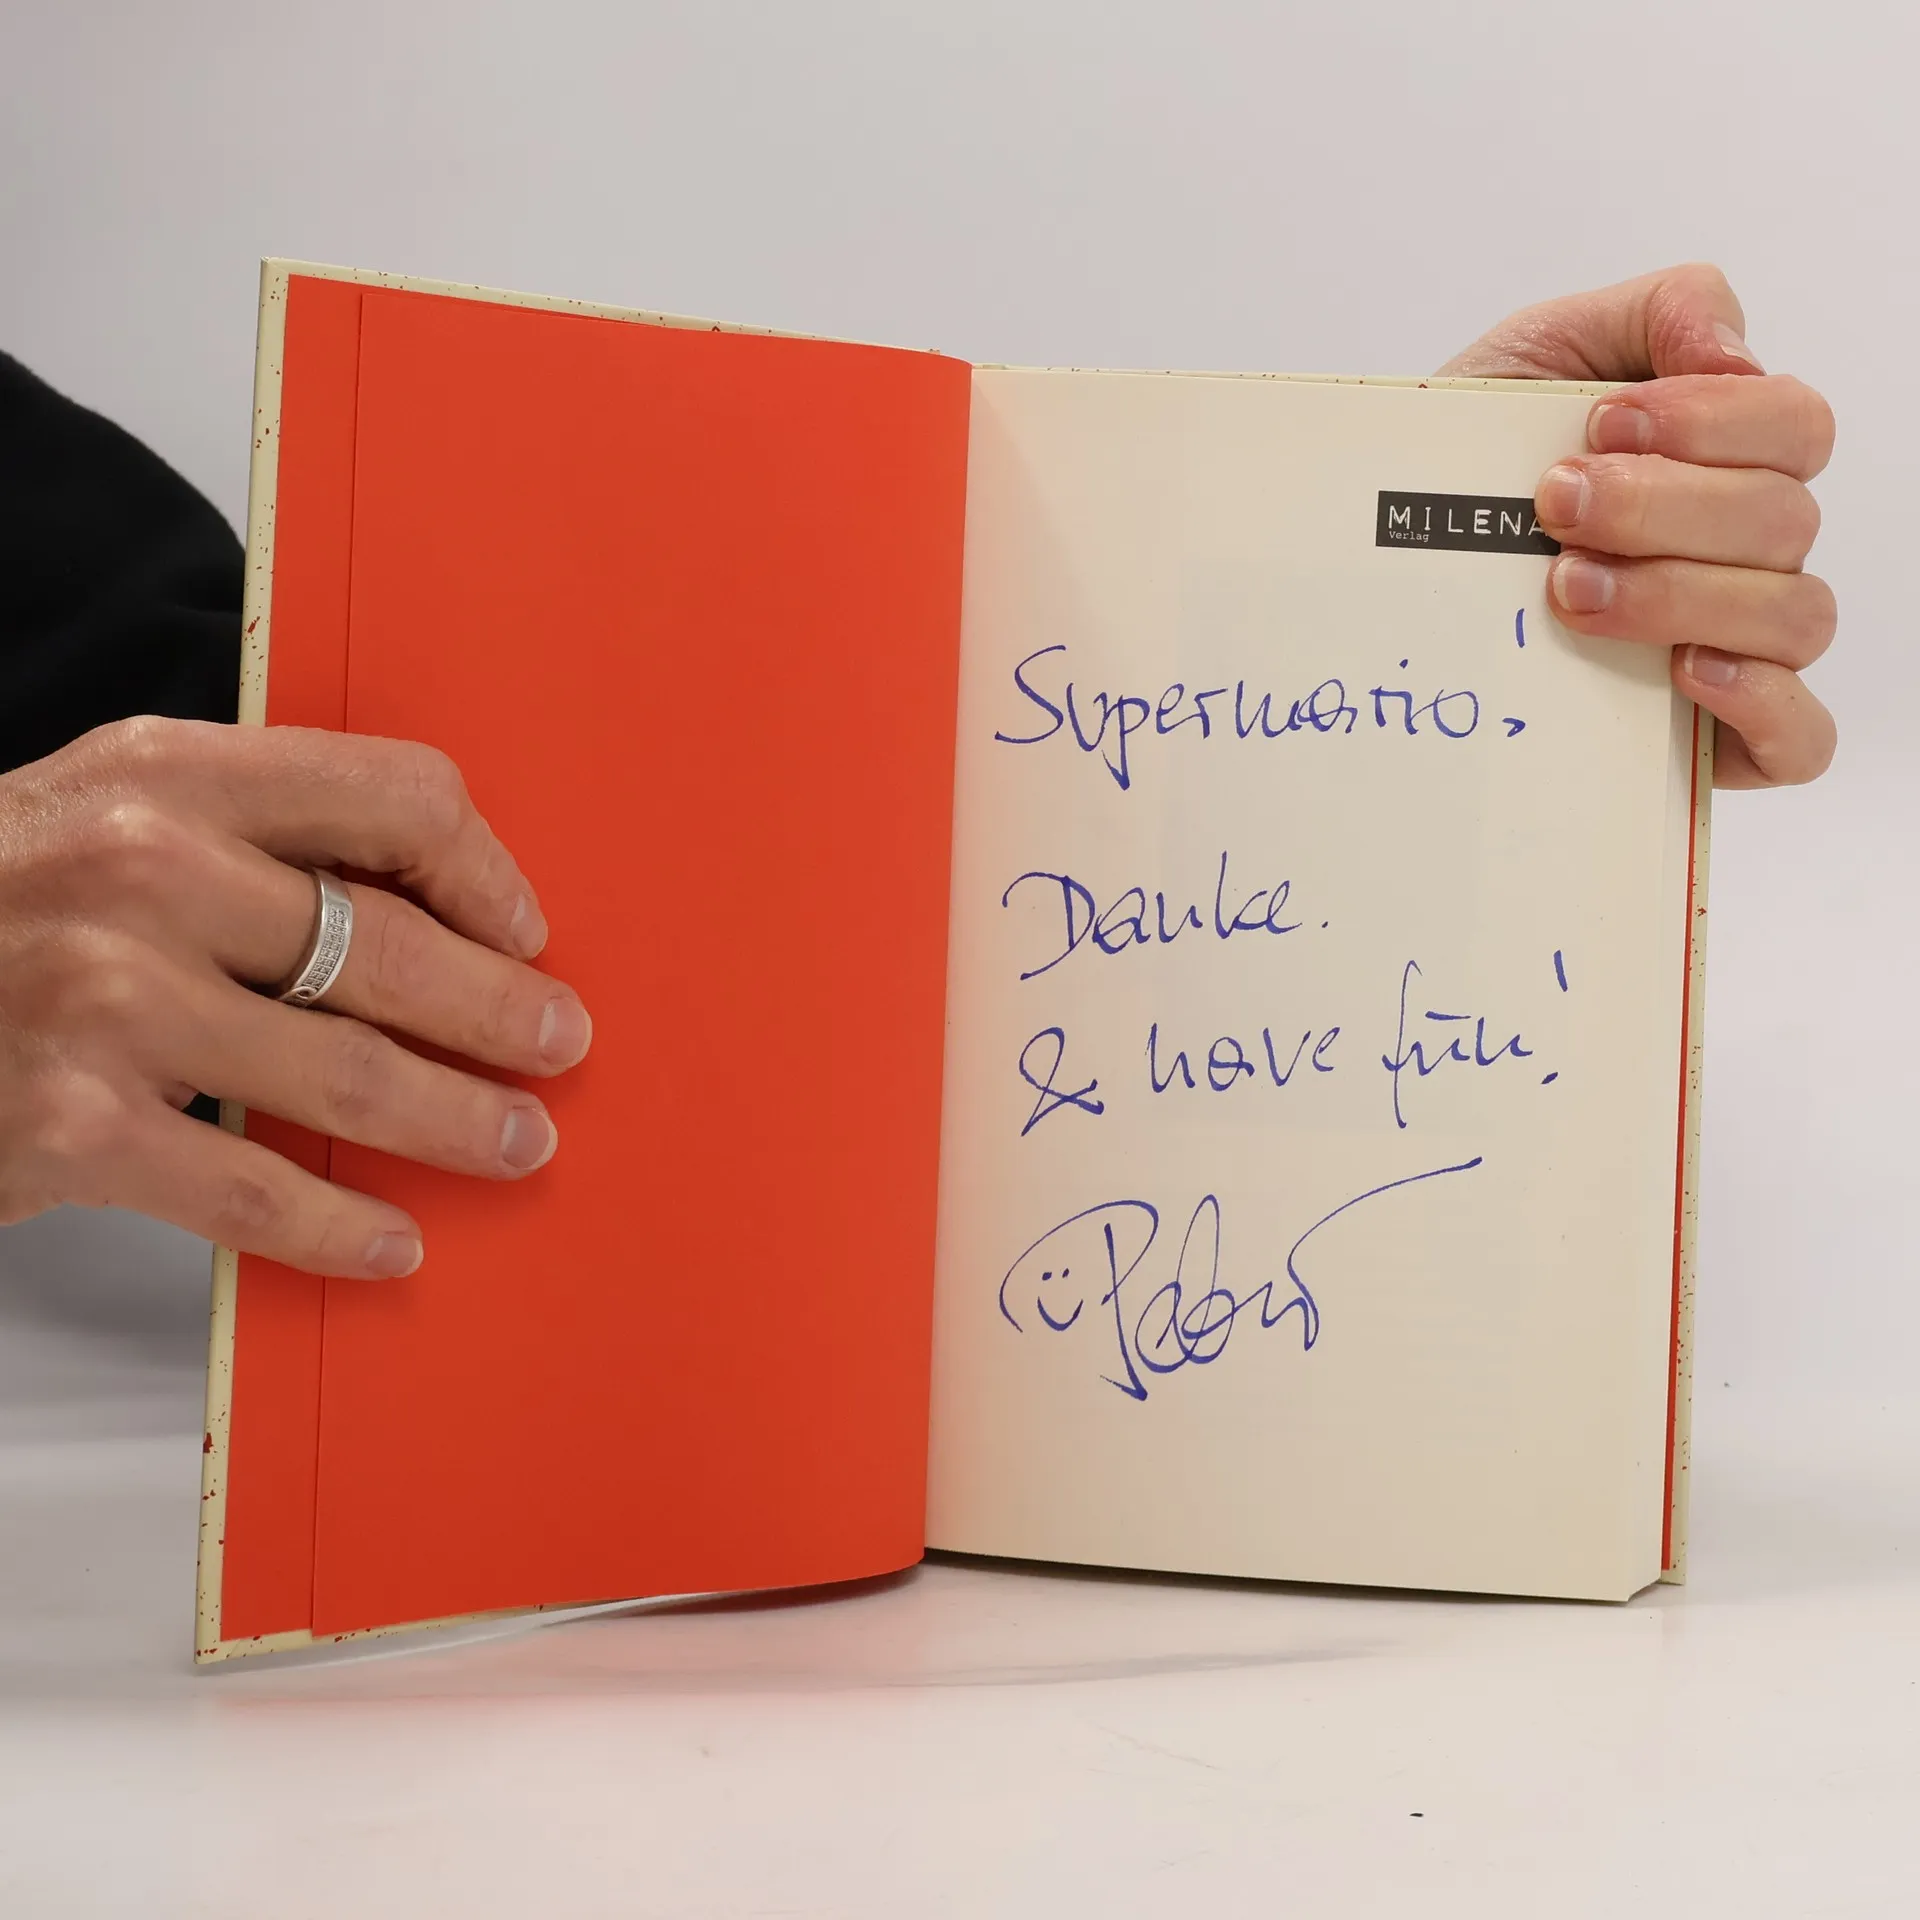 MILENA
Verlag
Supermario!
Danke.
& have fun!